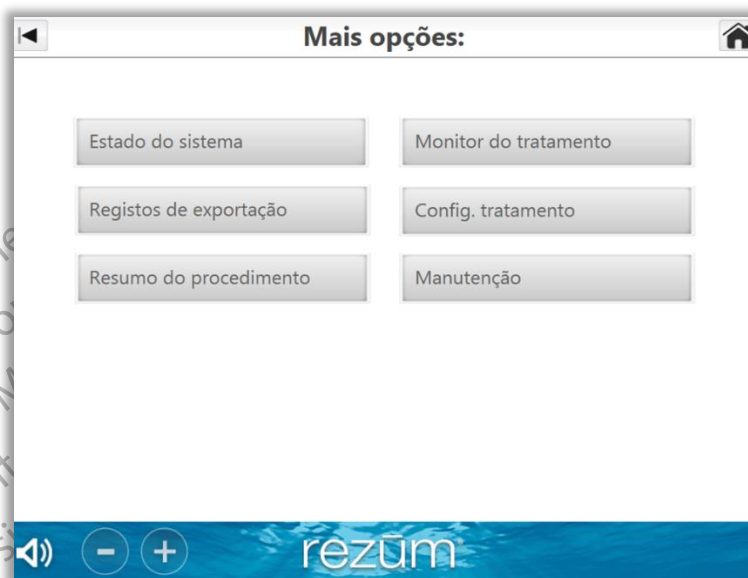 Mais opções:
Estado do sistema
Monitor do tratamento
Registos de exportação
Config. tratamento
Resumo do procedimento
Manutenção
rezūm